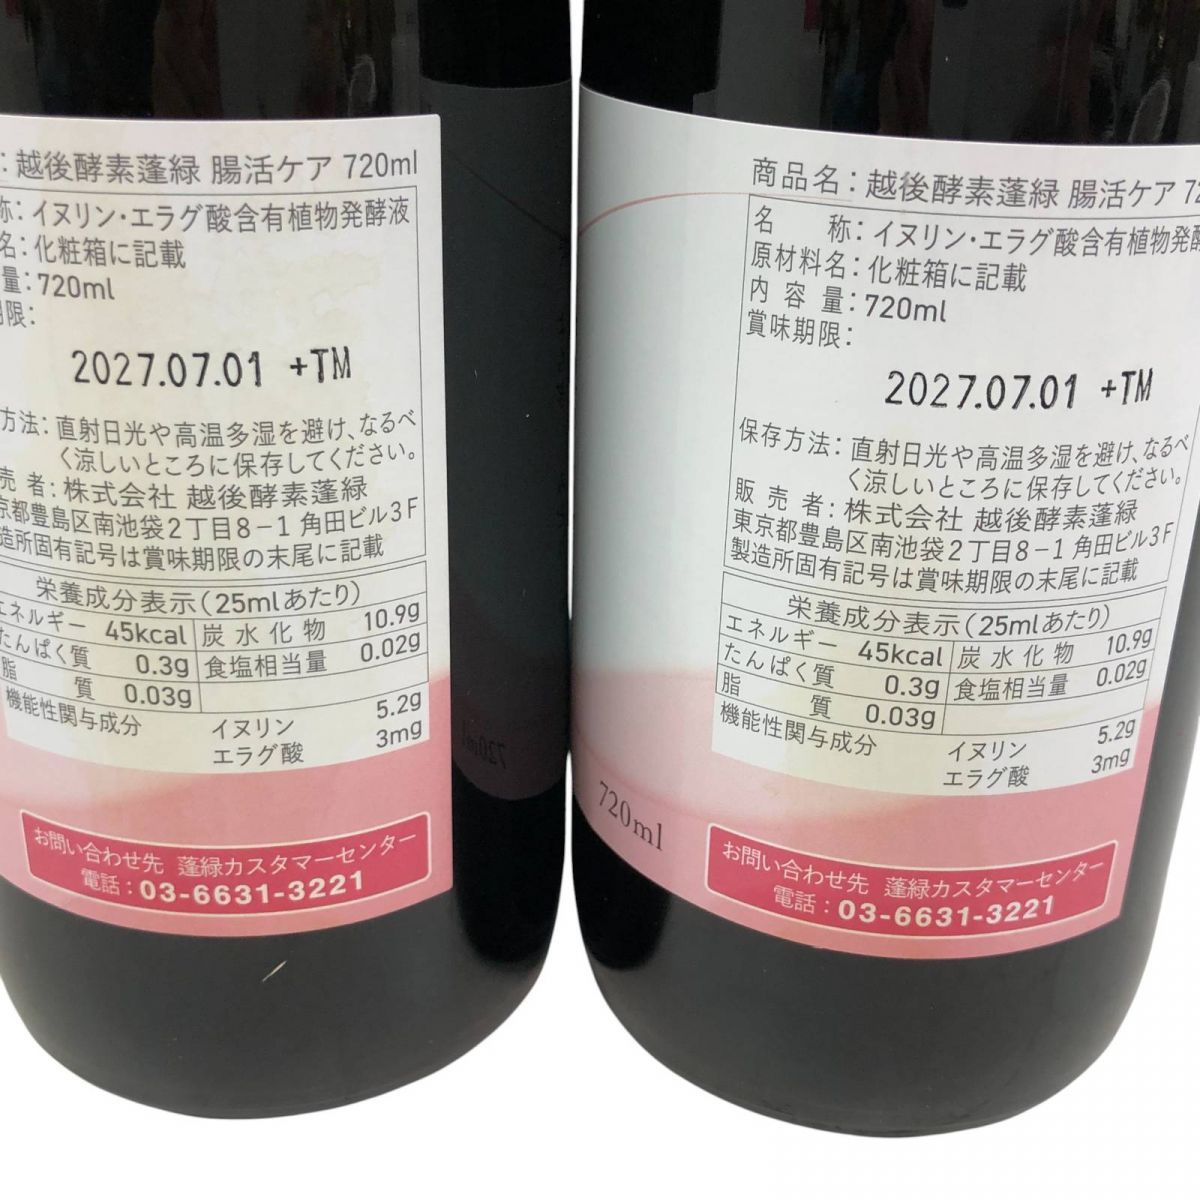 ：越後酵素蓬緑 腸活ケア 720ml
称：イヌリン・エラグ酸含有植物発酵液
名：化粧箱に記載
量：720ml
限：
2027.07.01 +TM
方法：直射日光や高温多湿を避け、なるべ
く涼しいところに保存してください。
売 者：株式会社 越後酵素蓬緑
京都豊島区南池袋2丁目8－1 角田ビル3F
造所固有記号は賞味期限の末尾に記載
栄養成分表示（25mlあたり）
エネルギー 45kcal 炭水化物 10.9g
たんぱく質 0.3g 食塩相当量 0.02g
脂 質 0.03g
機能性関与成分 イヌリン 5.2g
エラグ酸 3mg
お問い合わせ先 蓬緑カスタマーセンター
電話：03-6631-3221
商品名：越後酵素蓬緑 腸活ケア
名 称：イヌリン・エラグ酸含有植物発酵
原材料名：化粧箱に記載
内容量：720ml
賞味期限：
2027.07.01 +TM
保存方法：直射日光や高温多湿を避け、なるべ
く涼しいところに保存してください。
販 売 者：株式会社 越後酵素蓬緑
東京都豊島区南池袋2丁目8－1 角田ビル3F
製造所固有記号は賞味期限の末尾に記載
栄養成分表示（25mlあたり）
エネルギー 45kcal 炭水化物 10.9g
たんぱく質 0.3g 食塩相当量 0.02g
脂 質 0.03g
機能性関与成分 イヌリン 5.2g
エラグ酸 3mg
720ml
お問い合わせ先 蓬緑カスタマーセンター
電話：03-6631-3221